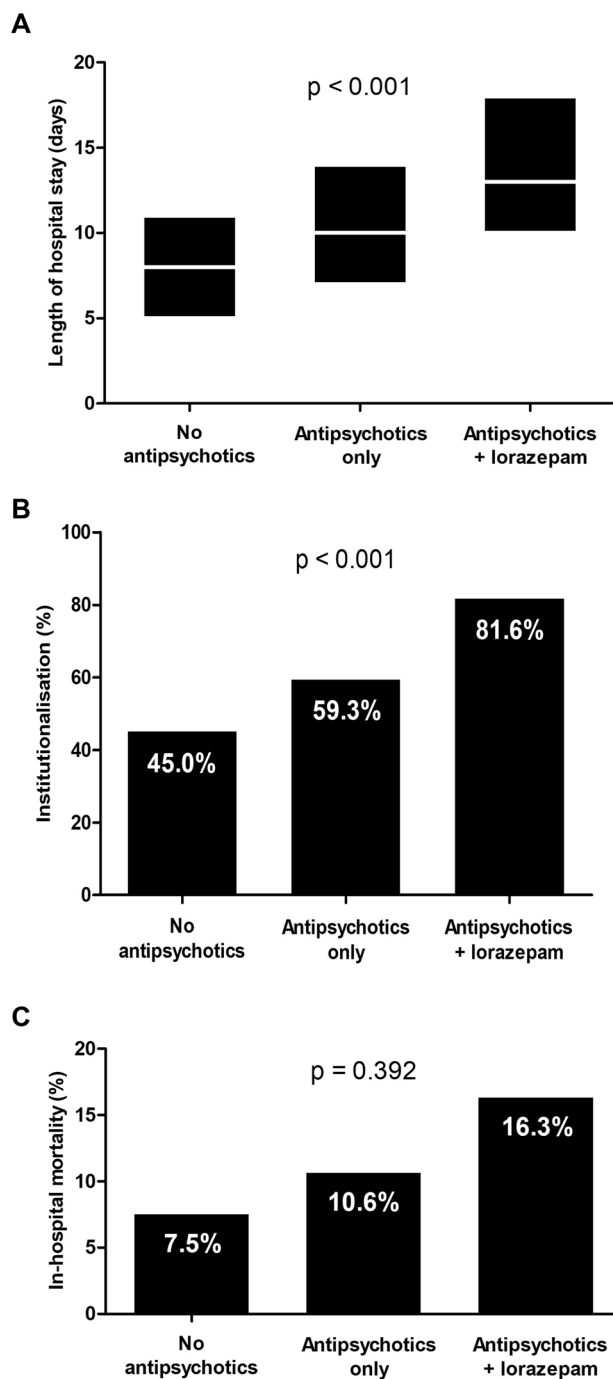 A
Length of hospital stay (days)
20
15
10
5
0
p < 0.001
No
antipsychotics
Antipsychotics
only
Antipsychotics
+ lorazepam
B
Institutionalisation (%)
100
80
60
40
20
0
p < 0.001
45.0%
59.3%
81.6%
No
antipsychotics
Antipsychotics
only
Antipsychotics
+ lorazepam
C
In-hospital mortality (%)
20
15
10
5
0
p = 0.392
7.5%
10.6%
16.3%
No
antipsychotics
Antipsychotics
only
Antipsychotics
+ lorazepam